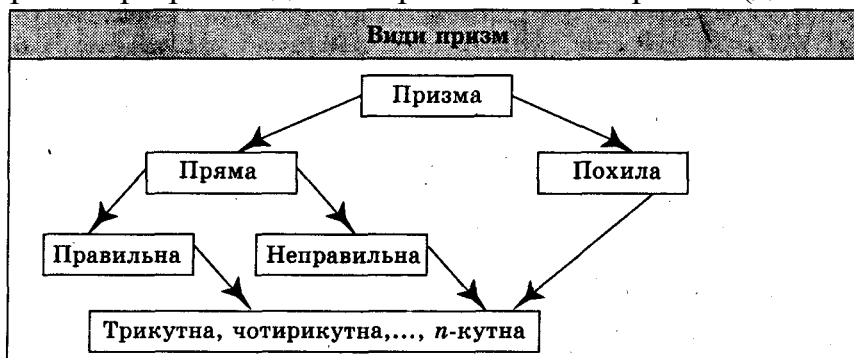 Види призм
Призма
Пряма
Похила
Правильна
Неправильна
Трикутна, чотирикутна,..., n-кутна